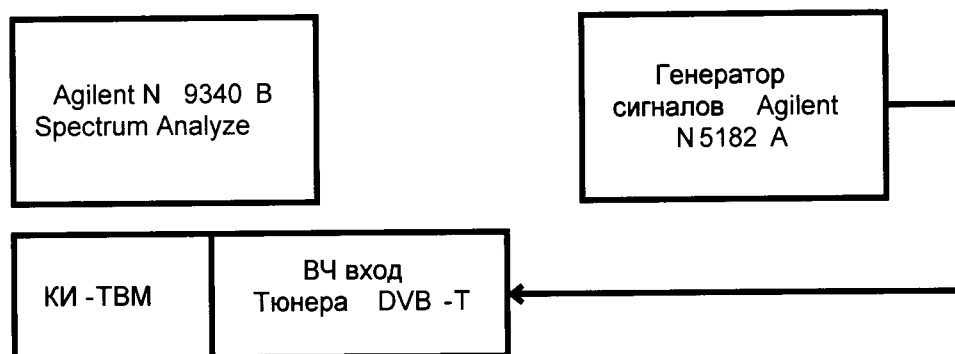 Agilent N 9340 B
Spectrum Analyze
Генератор
сигналов Agilent
N 5182 A
КИ -ТВМ
ВЧ вход
Тюнера DVB -T